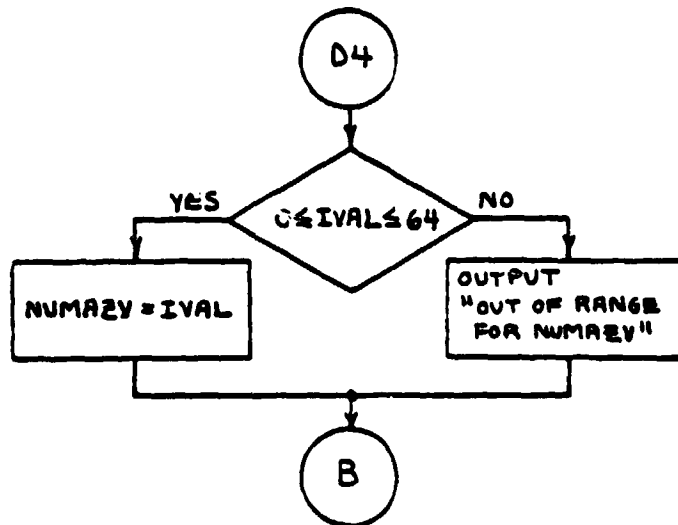 D4
YES
NO
0≤IVAL≤64
NUMAZV = IVAL
OUTPUT
"OUT OF RANGE
FOR NUMAZV"
B